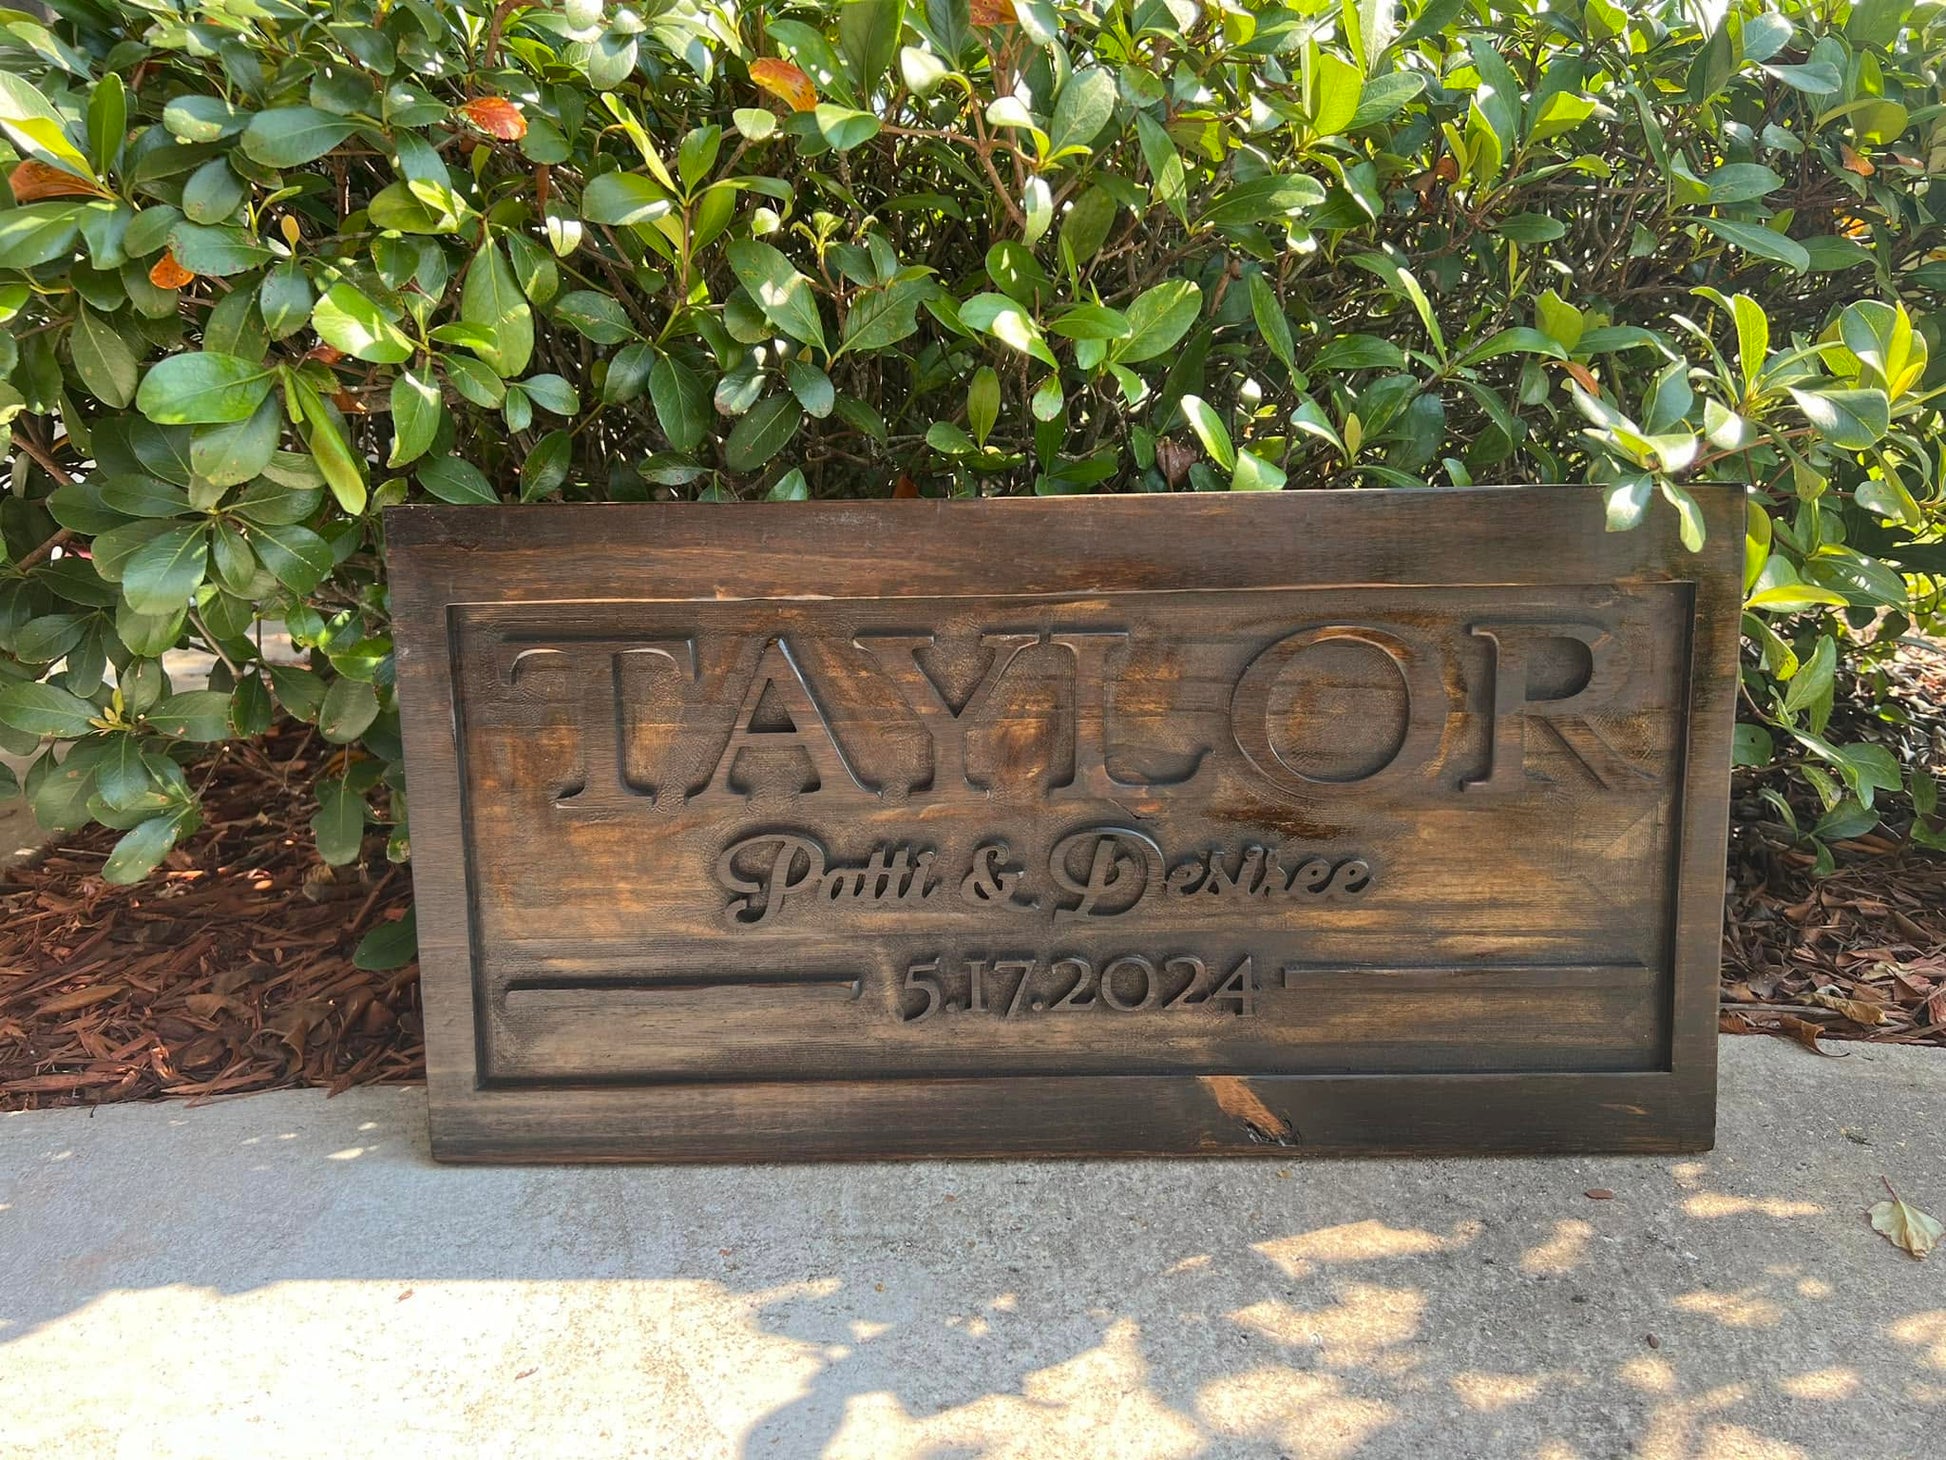 TAYLOR
Patti & Desiree
5.17.2024